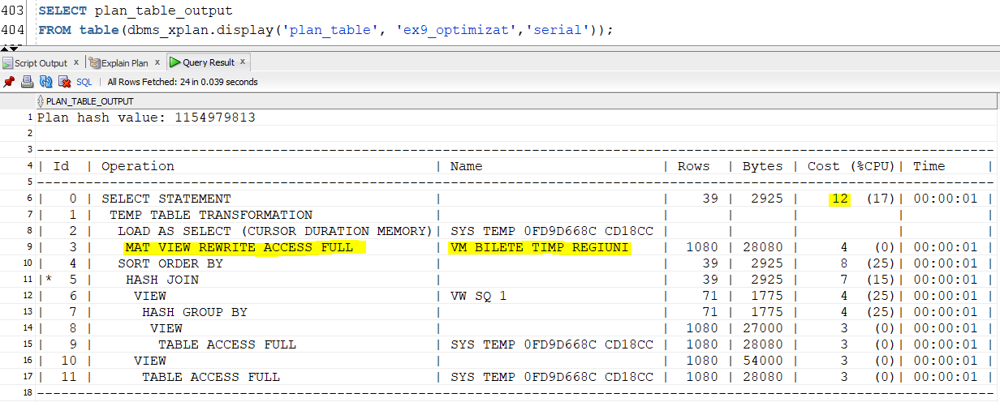 403 SELECT plan_table_output
404 FROM table(dbms_xplan.display('plan_table', 'ex9_optimizat','serial'));
Script Output x Explain Plan x Query Result x
SQL | All Rows Fetched: 24 in 0.039 seconds
PLAN_TABLE_OUTPUT
1 Plan hash value: 1154979813
2
3 ------------------------------------------------------------------------------------------------------------------------
4 | Id | Operation | Name | Rows | Bytes | Cost (%CPU)| Time |
5 ------------------------------------------------------------------------------------------------------------------------
6 | 0 | SELECT STATEMENT | | 39 | 2925 | 12 (17)| 00:00:01 |
7 | 1 | TEMP TABLE TRANSFORMATION | | | | | |
8 | 2 | LOAD AS SELECT (CURSOR DURATION MEMORY)| SYS TEMP 0FD9D668C CD18CC | | | | |
9 | 3 | MAT VIEW REWRITE ACCESS FULL | VM BILETE TIMP REGIUNI | 1080 | 28080 | 4 (0)| 00:00:01 |
10 | 4 | SORT ORDER BY | | 39 | 2925 | 8 (25)| 00:00:01 |
11 |* 5 | HASH JOIN | | 39 | 2925 | 7 (15)| 00:00:01 |
12 | 6 | VIEW | VW SQ 1 | 71 | 1775 | 4 (25)| 00:00:01 |
13 | 7 | HASH GROUP BY | | 71 | 1775 | 4 (25)| 00:00:01 |
14 | 8 | VIEW | | 1080 | 27000 | 3 (0)| 00:00:01 |
15 | 9 | TABLE ACCESS FULL | SYS TEMP 0FD9D668C CD18CC | 1080 | 28080 | 3 (0)| 00:00:01 |
16 | 10 | VIEW | | 1080 | 54000 | 3 (0)| 00:00:01 |
17 | 11 | TABLE ACCESS FULL | SYS TEMP 0FD9D668C CD18CC | 1080 | 28080 | 3 (0)| 00:00:01 |
18 ------------------------------------------------------------------------------------------------------------------------